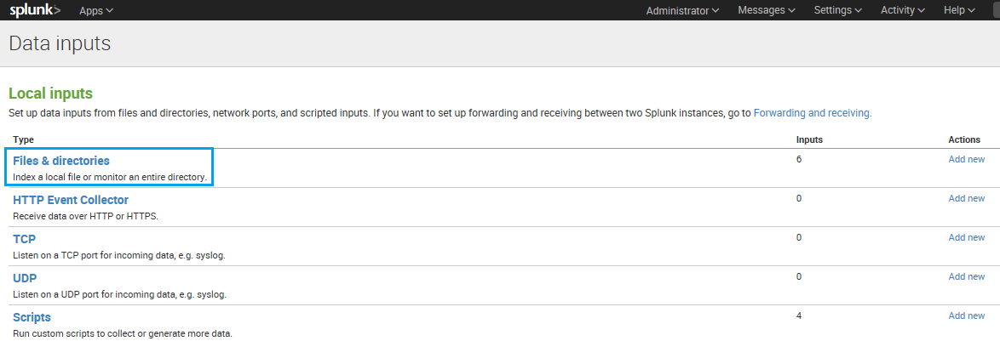 splunk> Apps Administrator Messages Settings Activity Help
Data inputs
Local inputs
Set up data inputs from files and directories, network ports, and scripted inputs. If you want to set up forwarding and receiving between two Splunk instances, go to Forwarding and receiving.
Type Inputs Actions
Files & directories 6 Add new
Index a local file or monitor an entire directory.
HTTP Event Collector 0 Add new
Receive data over HTTP or HTTPS.
TCP 0 Add new
Listen on a TCP port for incoming data, e.g. syslog.
UDP 0 Add new
Listen on a UDP port for incoming data, e.g. syslog.
Scripts 4 Add new
Run custom scripts to collect or generate more data.